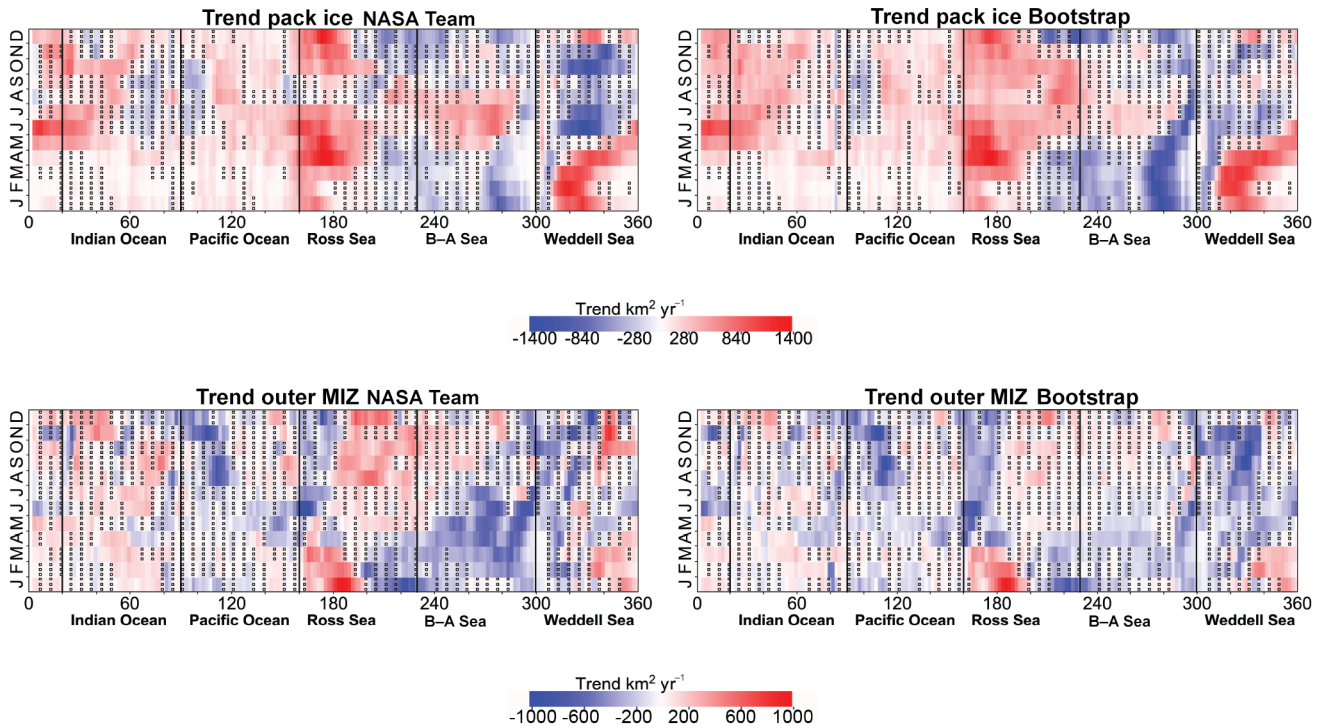 Trend pack ice NASA Team
Trend pack ice Bootstrap
J F M A M J J A S O N D
0 60 120 180 240 300 360
Indian Ocean Pacific Ocean Ross Sea B–A Sea Weddell Sea
J F M A M J J A S O N D
0 60 120 180 240 300 360
Indian Ocean Pacific Ocean Ross Sea B–A Sea Weddell Sea
Trend km² yr⁻¹
-1400 -840 -280 280 840 1400
Trend outer MIZ NASA Team
Trend outer MIZ Bootstrap
J F M A M J J A S O N D
0 60 120 180 240 300 360
Indian Ocean Pacific Ocean Ross Sea B–A Sea Weddell Sea
J F M A M J J A S O N D
0 60 120 180 240 300 360
Indian Ocean Pacific Ocean Ross Sea B–A Sea Weddell Sea
Trend km² yr⁻¹
-1000 -600 -200 200 600 1000